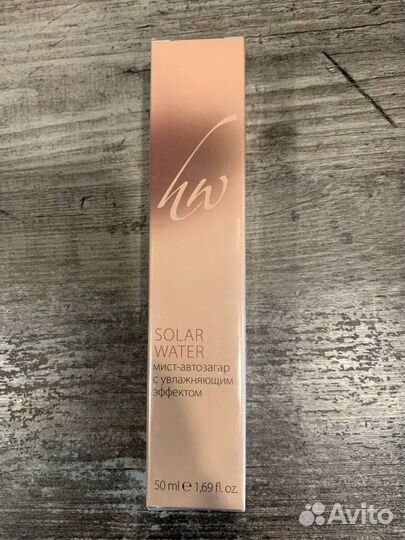 hw
SOLAR
WATER
мист-автозагар
с увлажняющим
эффектом
50 ml ℮ 1,69 fl. oz.
Avito